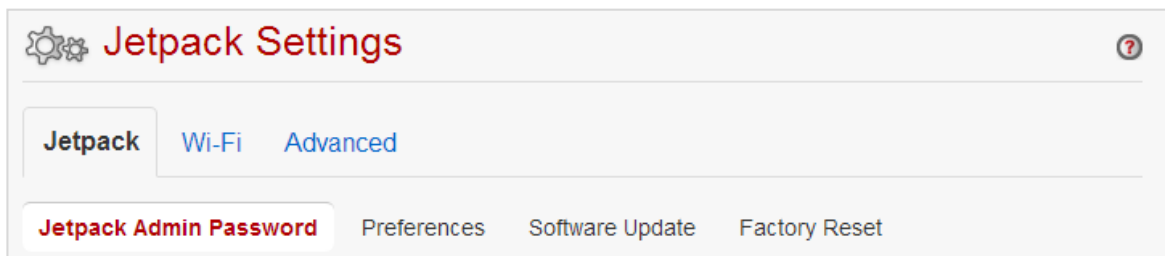 Jetpack Settings ?
Jetpack Wi-Fi Advanced
Jetpack Admin Password Preferences Software Update Factory Reset